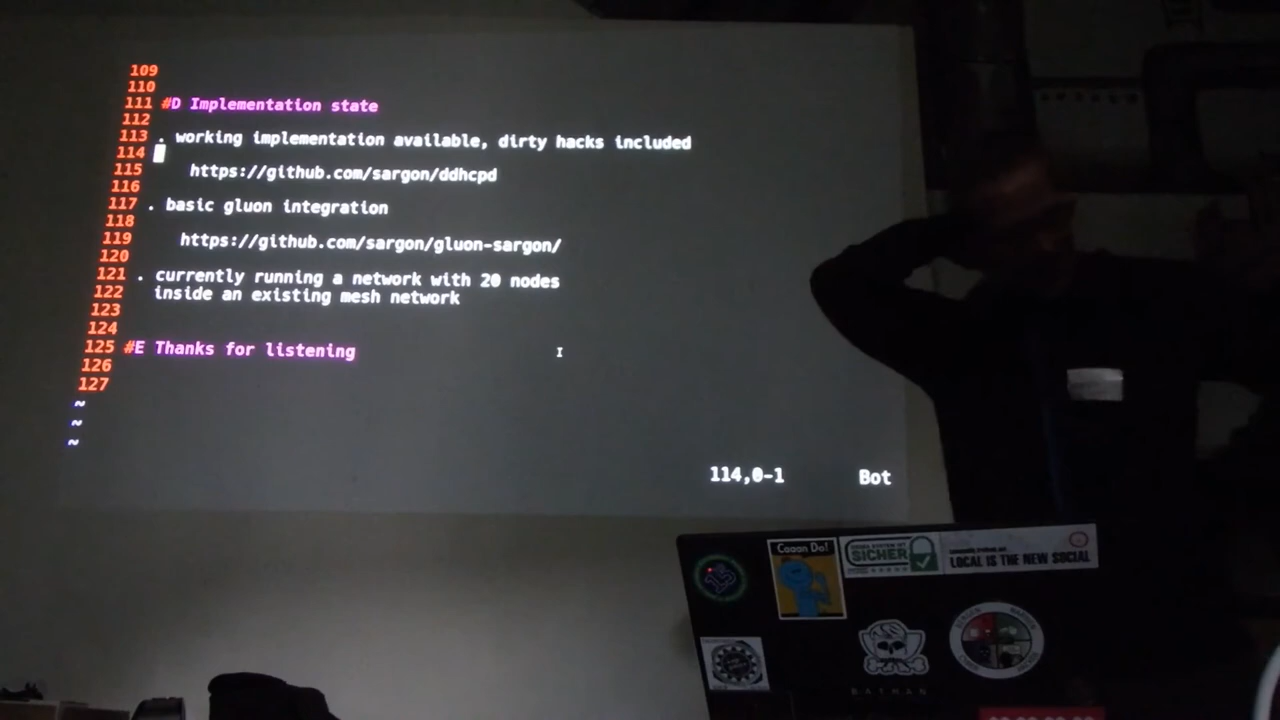 109
110
111 #D Implementation state
112
113 . working implementation available, dirty hacks included
114
115 https://github.com/sargon/ddhcpd
116
117 . basic gluon integration
118
119 https://github.com/sargon/gluon-sargon/
120
121 . currently running a network with 20 nodes
122 inside an existing mesh network
123
124
125 #E Thanks for listening
126
127
~
~
~
114,0-1 Bot
Caaan Do!
SICHER
LOCAL IS THE NEW SOCIAL
BATMAN